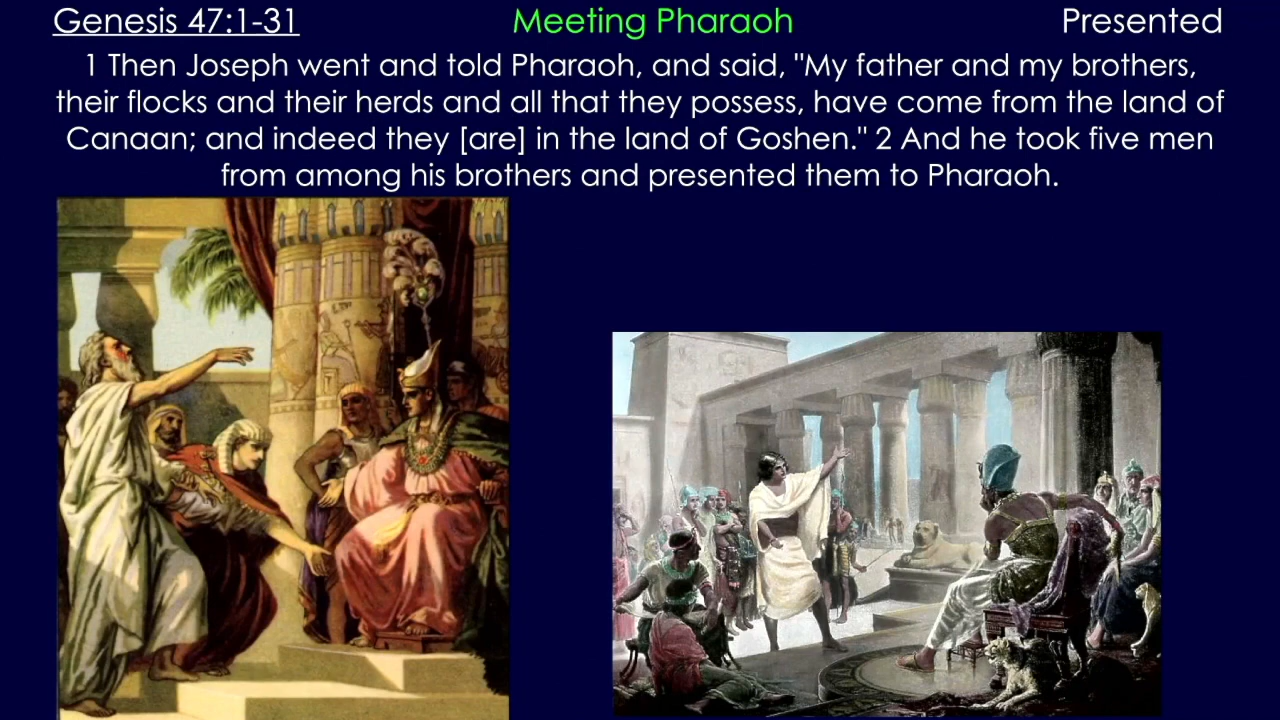 Genesis 47:1-31 Meeting Pharaoh Presented
1 Then Joseph went and told Pharaoh, and said, "My father and my brothers,
their flocks and their herds and all that they possess, have come from the land of
Canaan; and indeed they [are] in the land of Goshen." 2 And he took five men
from among his brothers and presented them to Pharaoh.